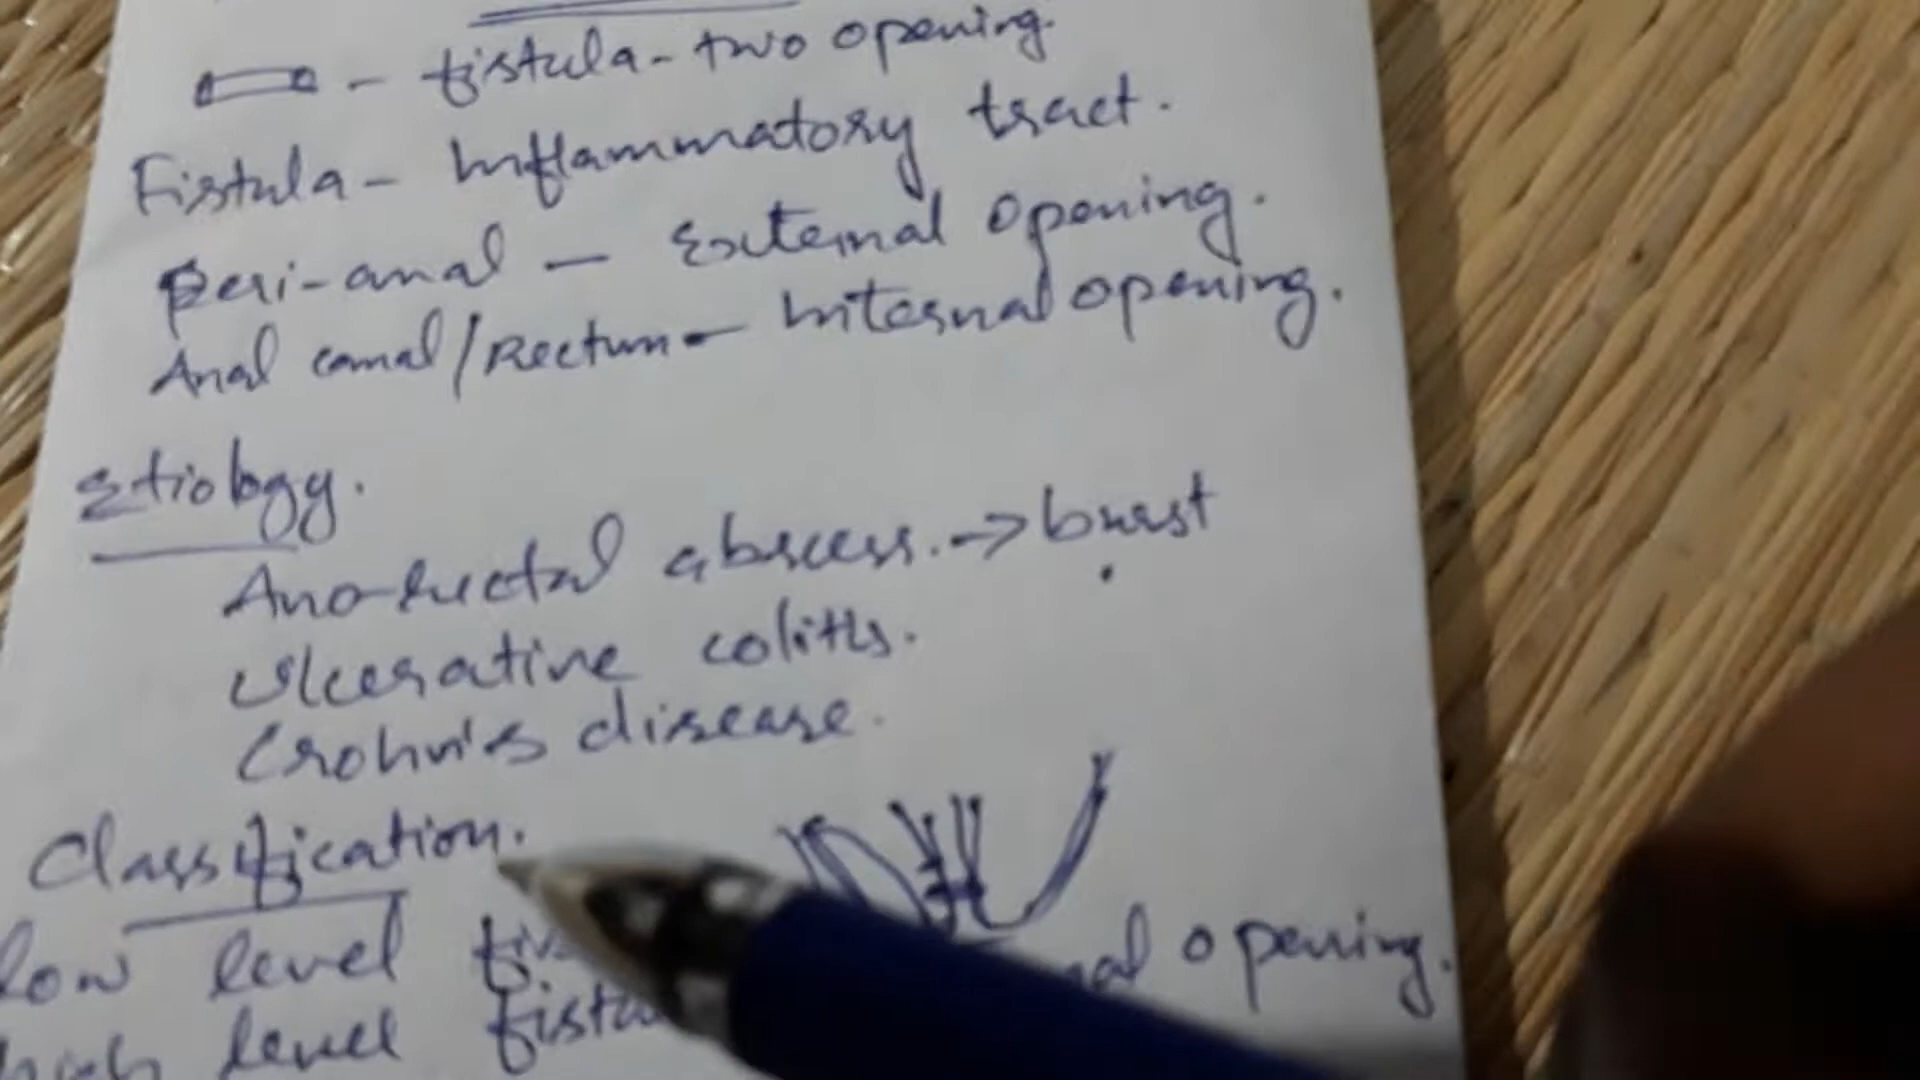 - fistula - two opening.
Fistula - Inflammatory tract.
Peri-anal - External opening.
Anal canal/Rectum - Internal opening.
Etiology.
Ano-rectal abscess. -> burst
Ulcerative colitis.
Crohn's disease.
Classification.
low level opening.
high level